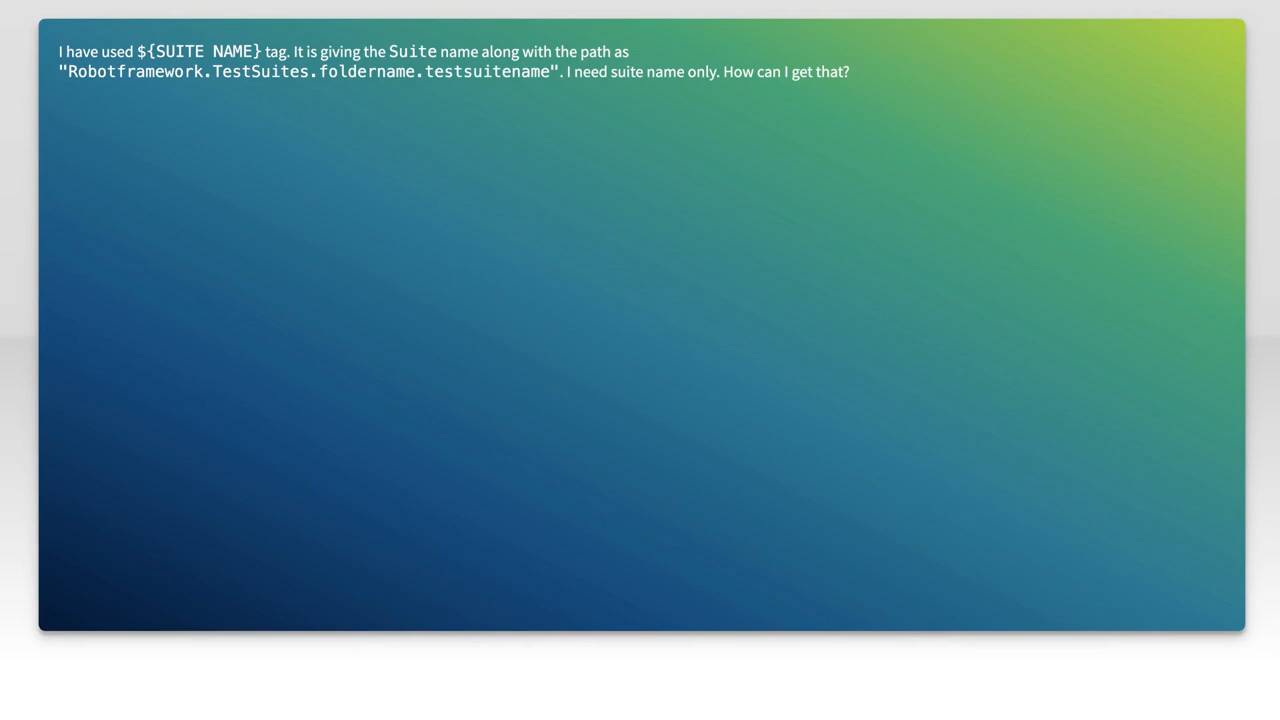 I have used ${SUITE NAME} tag. It is giving the Suite name along with the path as
"Robotframework.TestSuites.foldername.testsuitename". I need suite name only. How can I get that?